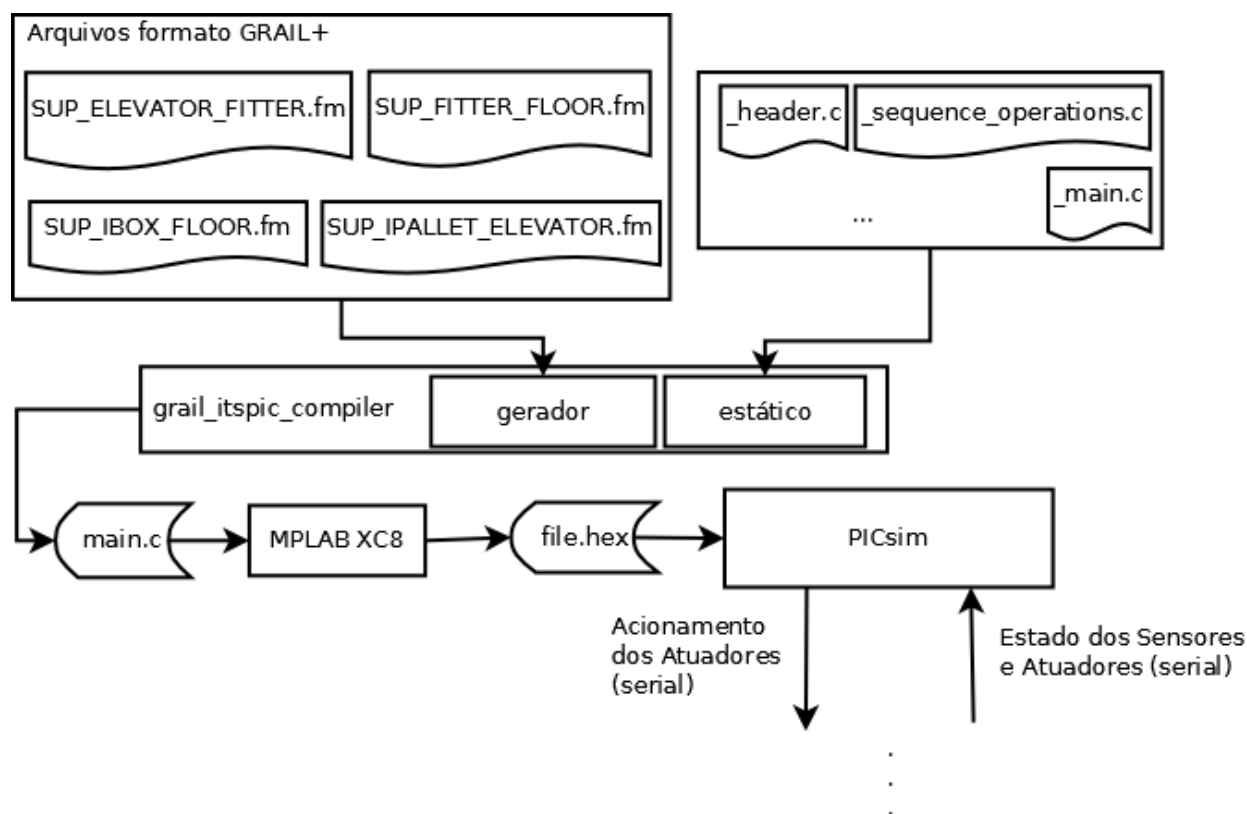 Arquivos formato GRAIL+
SUP_ELEVATOR_FITTER.fm
SUP_FITTER_FLOOR.fm
SUP_IBOX_FLOOR.fm
SUP_IPALLET_ELEVATOR.fm
_header.c
_sequence_operations.c
_main.c
...
grail_itspic_compiler
gerador
estático
main.c
MPLAB XC8
file.hex
PICsim
Acionamento
dos Atuadores
(serial)
Estado dos Sensores
e Atuadores (serial)
.
.
.